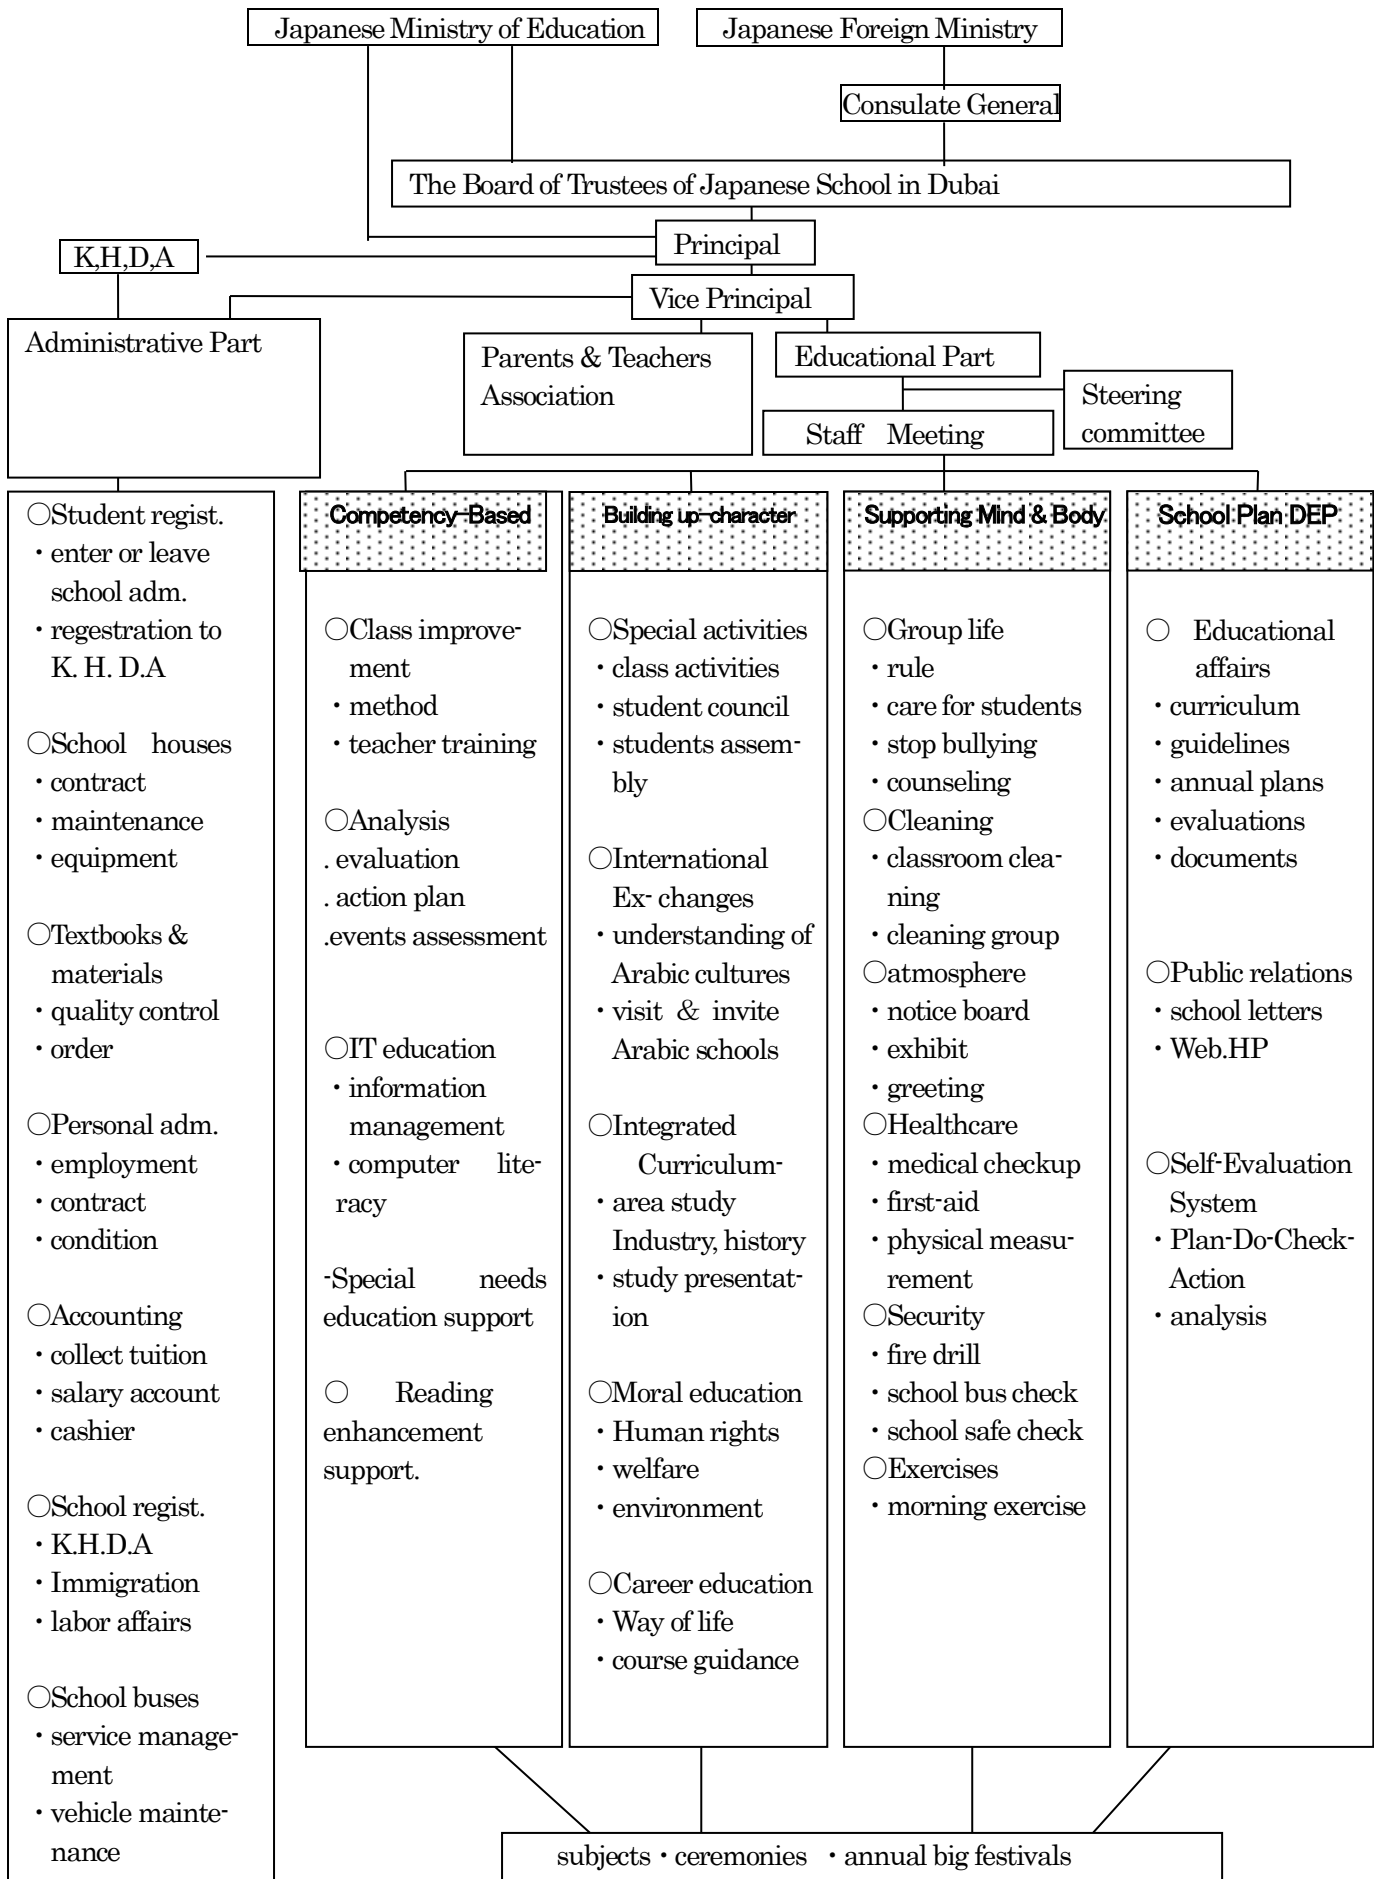 Japanese Ministry of Education
Japanese Foreign Ministry
Consulate General
The Board of Trustees of Japanese School in Dubai
Principal
K,H,D,A
Vice Principal
Administrative Part
Parents & Teachers
Association
Educational Part
Steering
committee
Staff Meeting
○Student regist.
・enter or leave
school adm.
・regestration to
K. H. D.A
○School houses
・contract
・maintenance
・equipment
○Textbooks &
materials
・quality control
・order
○Personal adm.
・employment
・contract
・condition
○Accounting
・collect tuition
・salary account
・cashier
○School regist.
・K.H.D.A
・Immigration
・labor affairs
○School buses
・service manage-
ment
・vehicle mainte-
nance
Competency-Based
○Class improve-
ment
・method
・teacher training
○Analysis
. evaluation
. action plan
.events assessment
○IT education
・information
management
・computer lite-
racy
-Special needs
education support
○ Reading
enhancement
support.
Building up-character
○Special activities
・class activities
・student council
・students assem-
bly
○International
Ex- changes
・understanding of
Arabic cultures
・visit & invite
Arabic schools
○Integrated
Curriculum-
・area study
Industry, history
・study presentat-
ion
○Moral education
・Human rights
・welfare
・environment
○Career education
・Way of life
・course guidance
Supporting Mind & Body
○Group life
・rule
・care for students
・stop bullying
・counseling
○Cleaning
・classroom clea-
ning
・cleaning group
○atmosphere
・notice board
・exhibit
・greeting
○Healthcare
・medical checkup
・first-aid
・physical measu-
rement
○Security
・fire drill
・school bus check
・school safe check
○Exercises
・morning exercise
School Plan DEP
○ Educational
affairs
・curriculum
・guidelines
・annual plans
・evaluations
・documents
○Public relations
・school letters
・Web.HP
○Self-Evaluation
System
・Plan-Do-Check-
Action
・analysis
subjects・ceremonies ・annual big festivals